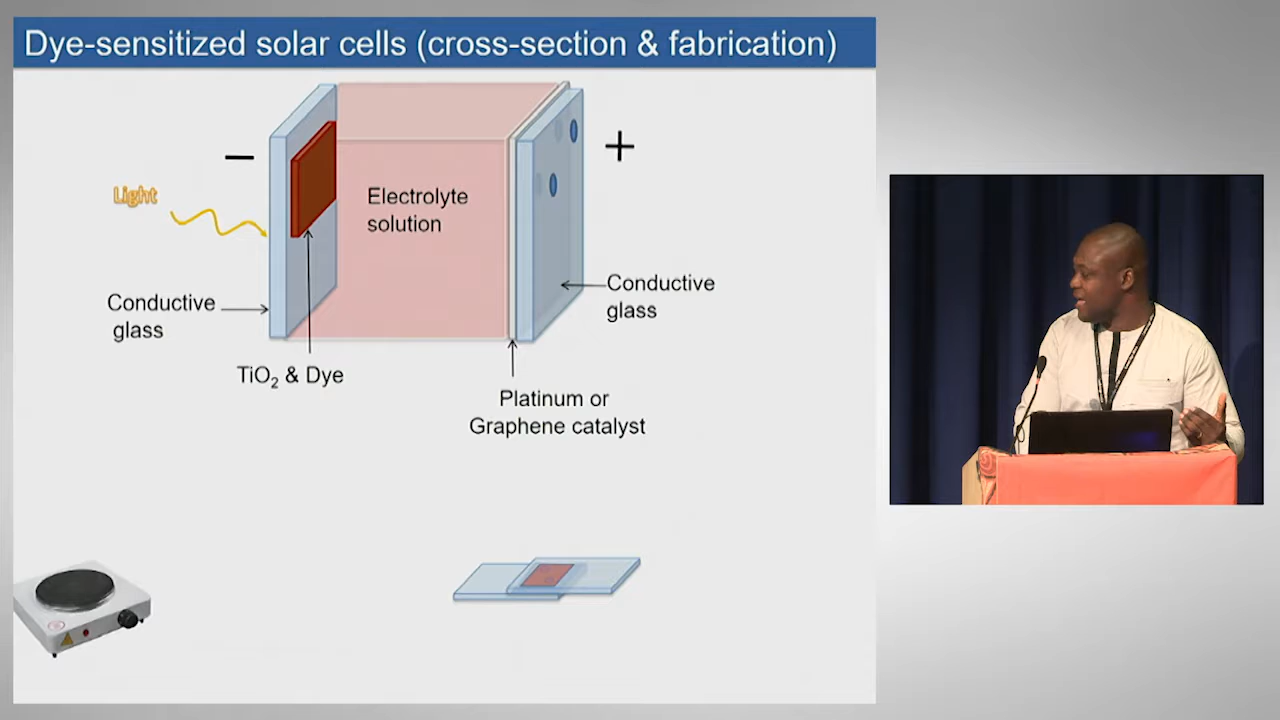 Dye-sensitized solar cells (cross-section & fabrication)
−
+
Light
Electrolyte
solution
Conductive
glass
Conductive
glass
TiO₂ & Dye
Platinum or
Graphene catalyst